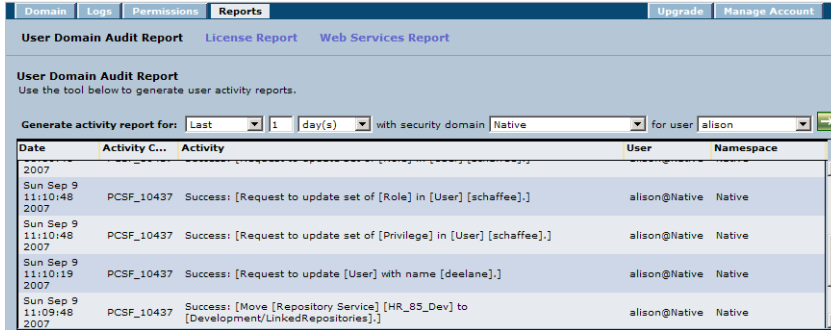 Domain Logs Permissions Reports Upgrade Manage Account
User Domain Audit Report License Report Web Services Report
User Domain Audit Report
Use the tool below to generate user activity reports.
Generate activity report for: Last 1 day(s) with security domain Native for user alison
Date Activity C... Activity User Namespace
2007
Sun Sep 9
11:10:48 PCSF_10437 Success: [Request to update set of [Role] in [User] [schaffee].] alison@Native Native
2007
Sun Sep 9
11:10:48 PCSF_10437 Success: [Request to update set of [Privilege] in [User] [schaffee].] alison@Native Native
2007
Sun Sep 9
11:10:19 PCSF_10437 Success: [Request to update [User] with name [deelane].] alison@Native Native
2007
Sun Sep 9
11:09:48 PCSF_10437 Success: [Move [Repository Service] [HR_85_Dev] to [Development/LinkedRepositories].] alison@Native Native
2007